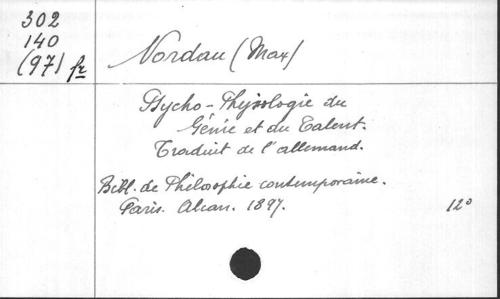 302
140
(97) fr
Nordau (Max)
Psycho-Physiologie du
Génie et du Talent.
Traduit de l'allemand.
Bibl. de Philosophie contemporaine.
Paris. Alcan. 1897.
12°